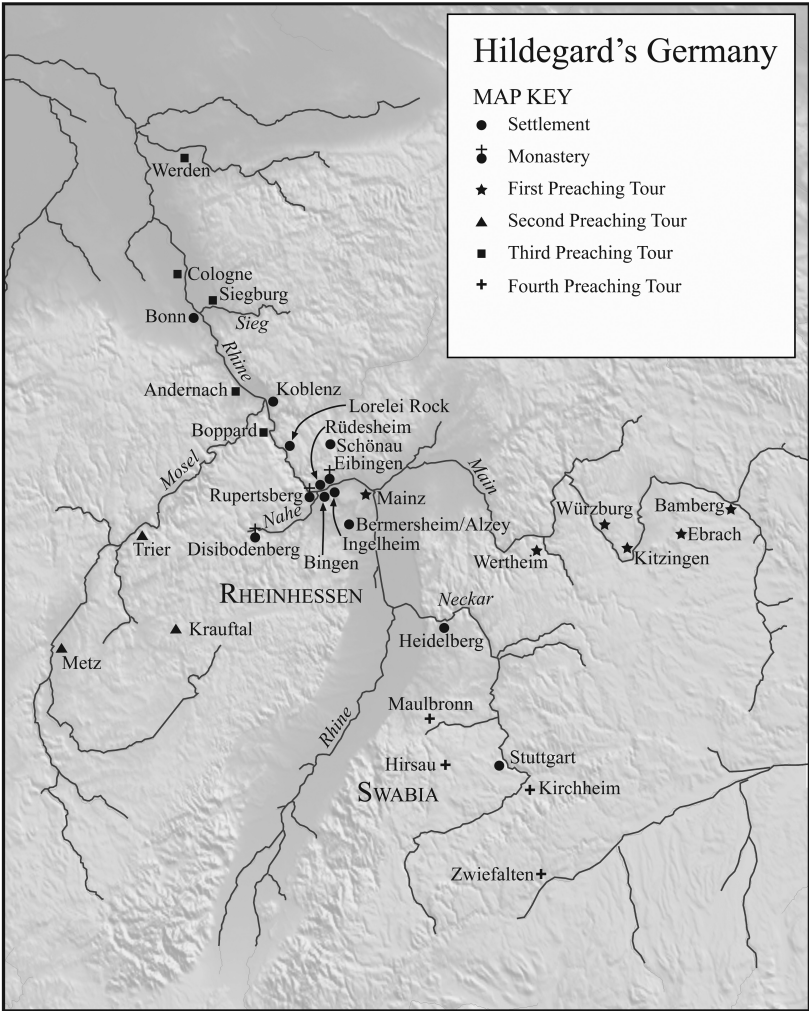 Hildegard's Germany
MAP KEY
Settlement
Monastery
First Preaching Tour
Second Preaching Tour
Third Preaching Tour
Fourth Preaching Tour
Werden
Cologne
Siegburg
Bonn
Sieg
Rhine
Andernach
Koblenz
Lorelei Rock
Boppard
Rüdesheim
Schönau
Mosel
Eibingen
Main
Rupertsberg
Mainz
Nahe
Würzburg
Bamberg
Bermersheim/Alzey
Ebrach
Trier
Disibodenberg
Ingelheim
Bingen
Wertheim
Kitzingen
RHEINHESSEN
Neckar
Krauftal
Heidelberg
Metz
Maulbronn
Rhine
Hirsau
Stuttgart
SWABIA
Kirchheim
Zwiefalten